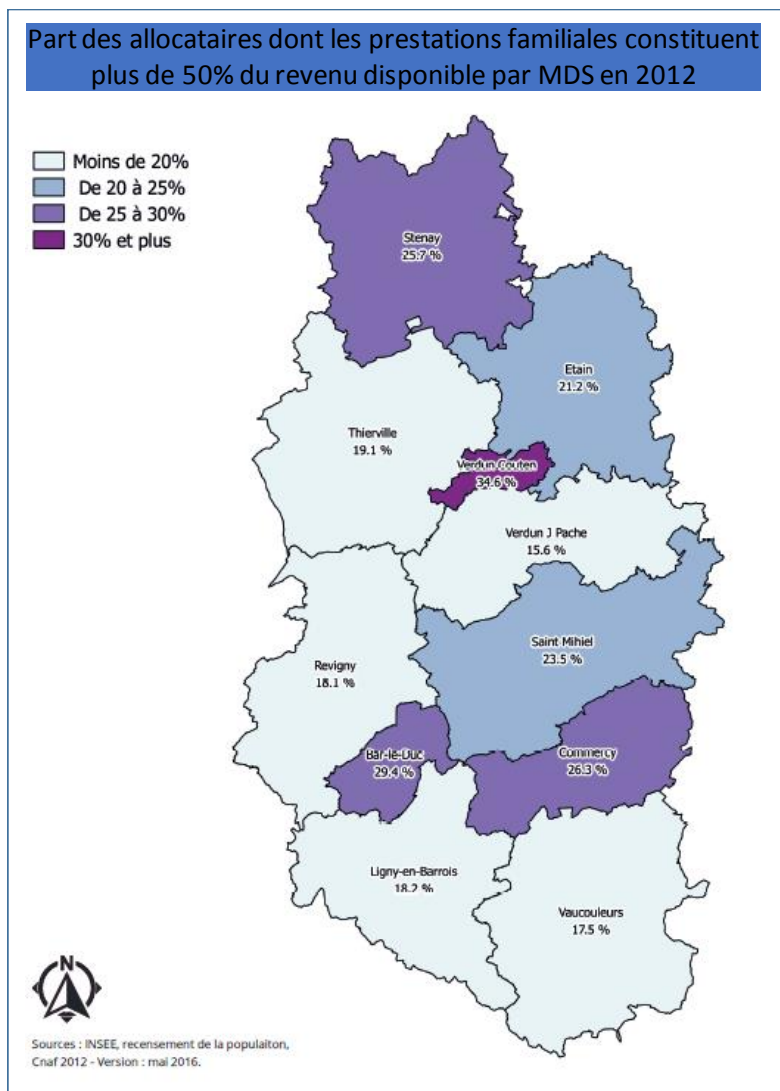 Part des allocataires dont les prestations familiales constituent
plus de 50% du revenu disponible par MDS en 2012
Moins de 20%
De 20 à 25%
De 25 à 30%
30% et plus
Stenay
25.7 %
Etain
21.2 %
Thierville
19.1 %
Verdun Couten
34.6 %
Verdun J Pache
15.6 %
Saint Mihiel
23.5 %
Revigny
18.1 %
Bar-le-Duc
29.4 %
Commercy
26.3 %
Ligny-en-Barrois
18.2 %
Vaucouleurs
17.5 %
N
Sources : INSEE, recensement de la populaiton,
Cnaf 2012 - Version : mai 2016.